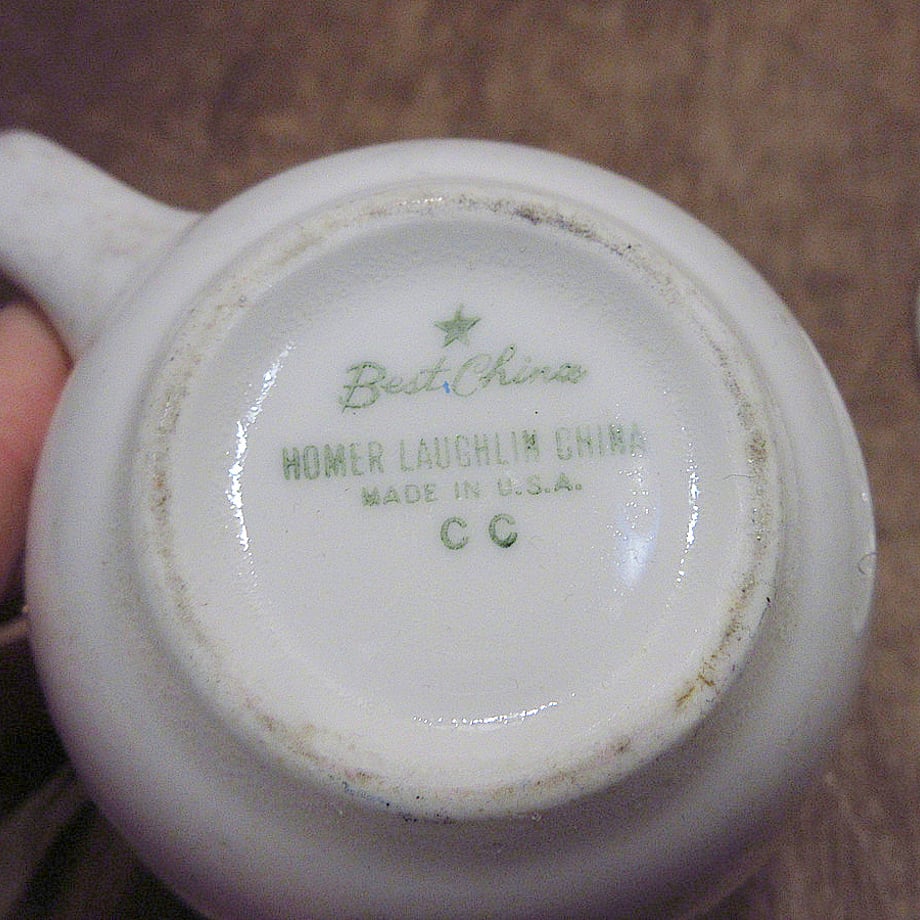 Best China
HOMER LAUGHLIN CHINA
MADE IN U.S.A.
C C